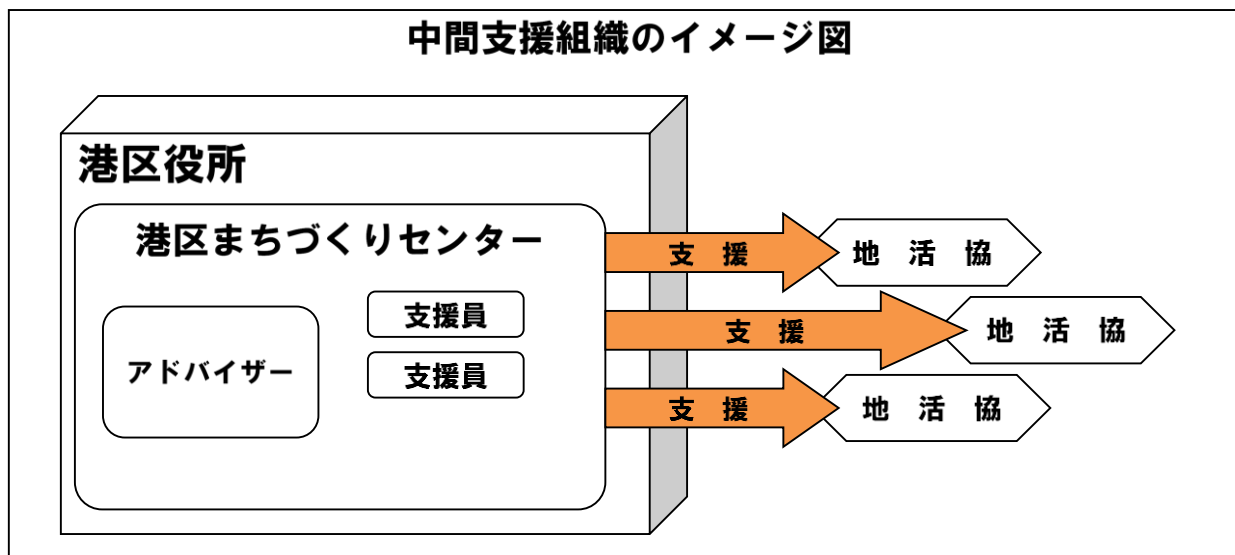 中間支援組織のイメージ図
港区役所
港区まちづくりセンター
アドバイザー
支援員
支援員
支　援
地　活　協
支　援
地　活　協
支　援
地　活　協